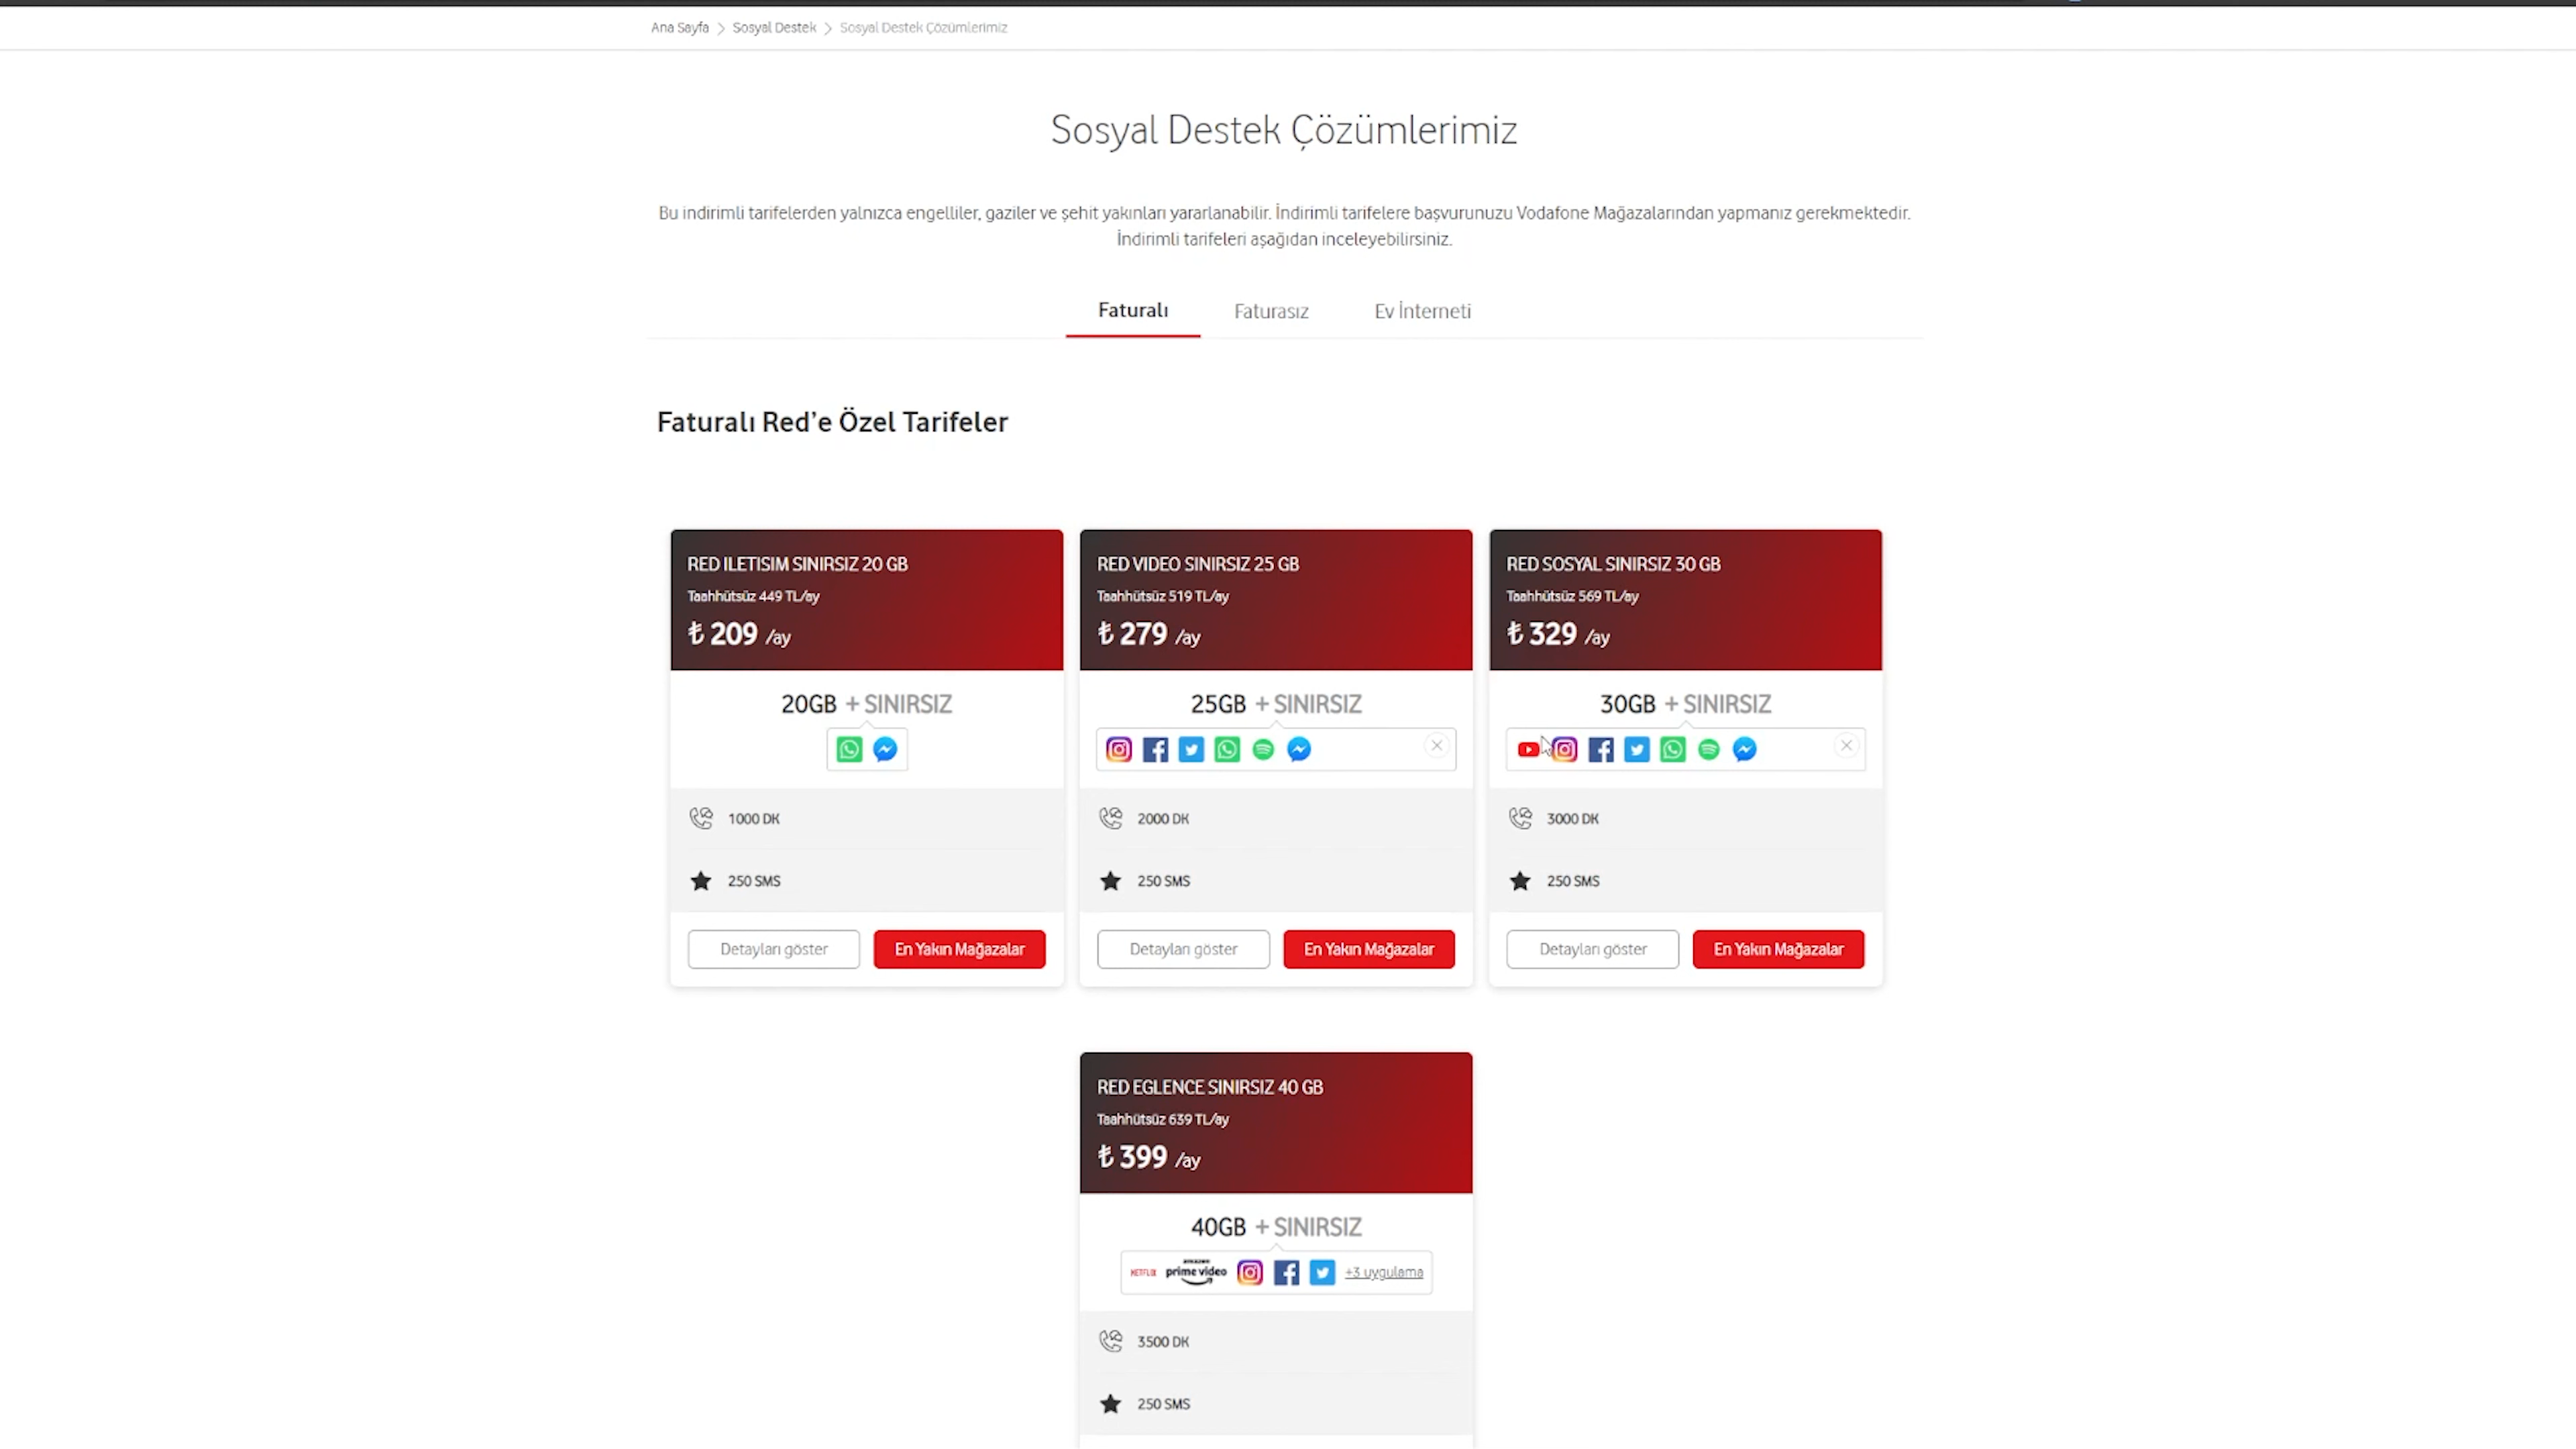 Ana Sayfa > Sosyal Destek > Sosyal Destek Çözümlerimiz
Sosyal Destek Çözümlerimiz
Bu indirimli tarifelerden yalnızca engelliler, gaziler ve şehit yakınları yararlanabilir. İndirimli tarifelere başvurunuzu Vodafone Mağazalarından yapmanız gerekmektedir.
İndirimli tarifeleri aşağıdan inceleyebilirsiniz.
Faturalı Faturasız Ev İnterneti
Faturalı Red’e Özel Tarifeler
RED ILETISIM SINIRSIZ 20 GB
Taahhütsüz 449 TL/ay
₺ 209 /ay
20GB + SINIRSIZ
1000 DK
250 SMS
Detayları göster En Yakın Mağazalar
RED VIDEO SINIRSIZ 25 GB
Taahhütsüz 519 TL/ay
₺ 279 /ay
25GB + SINIRSIZ
2000 DK
250 SMS
Detayları göster En Yakın Mağazalar
RED SOSYAL SINIRSIZ 30 GB
Taahhütsüz 569 TL/ay
₺ 329 /ay
30GB + SINIRSIZ
3000 DK
250 SMS
Detayları göster En Yakın Mağazalar
RED EGLENCE SINIRSIZ 40 GB
Taahhütsüz 639 TL/ay
₺ 399 /ay
40GB + SINIRSIZ
NETFLIX amazon prime video +3 uygulama
3500 DK
250 SMS